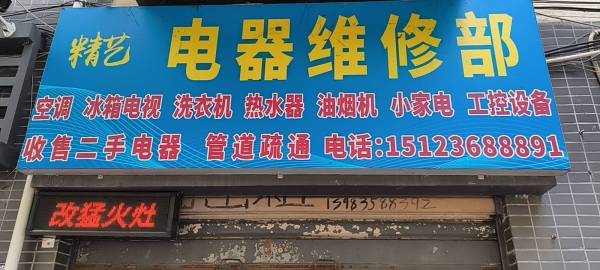 精艺 电器维修部
空调 冰箱电视 洗衣机 热水器 油烟机 小家电 工控设备
收售二手电器 管道疏通 电话:15123688891
改猛火灶
13983588342